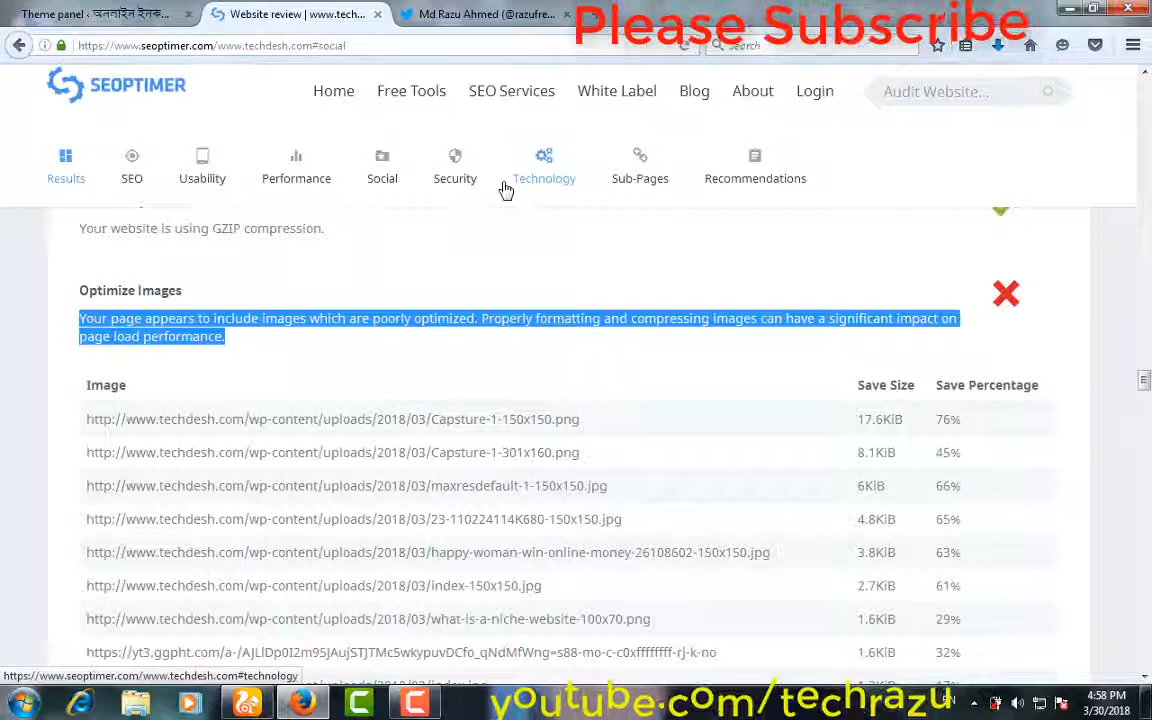 Theme panel ‹ অনলাইন ইনক...
Website review | www.tech...
Md Razu Ahmed (@razufre...
Please Subscribe
https://www.seoptimer.com/www.techdesh.com#social
Search
SEOPTIMER
Home Free Tools SEO Services White Label Blog About Login
Audit Website...
Results SEO Usability Performance Social Security Technology Sub-Pages Recommendations
Your website is using GZIP compression.
Optimize Images
Your page appears to include images which are poorly optimized. Properly formatting and compressing images can have a significant impact on
page load performance.
Image Save Size Save Percentage
http://www.techdesh.com/wp-content/uploads/2018/03/Capsture-1-150x150.png 17.6KiB 76%
http://www.techdesh.com/wp-content/uploads/2018/03/Capsture-1-301x160.png 8.1KiB 45%
http://www.techdesh.com/wp-content/uploads/2018/03/maxresdefault-1-150x150.jpg 6KiB 66%
http://www.techdesh.com/wp-content/uploads/2018/03/23-110224114K680-150x150.jpg 4.8KiB 65%
http://www.techdesh.com/wp-content/uploads/2018/03/happy-woman-win-online-money-26108602-150x150.jpg 3.8KiB 63%
http://www.techdesh.com/wp-content/uploads/2018/03/index-150x150.jpg 2.7KiB 61%
http://www.techdesh.com/wp-content/uploads/2018/03/what-is-a-niche-website-100x70.png 1.6KiB 29%
https://yt3.ggpht.com/a-/AJLlDp0I2m95JAujSTJTMc5wkypuvDCfo_qNdMfWng=s88-mo-c-c0xffffffff-rj-k-no 1.6KiB 32%
https://www.seoptimer.com/www.techdesh.com#technology
youtube.com/techrazu
EN
4:58 PM
3/30/2018